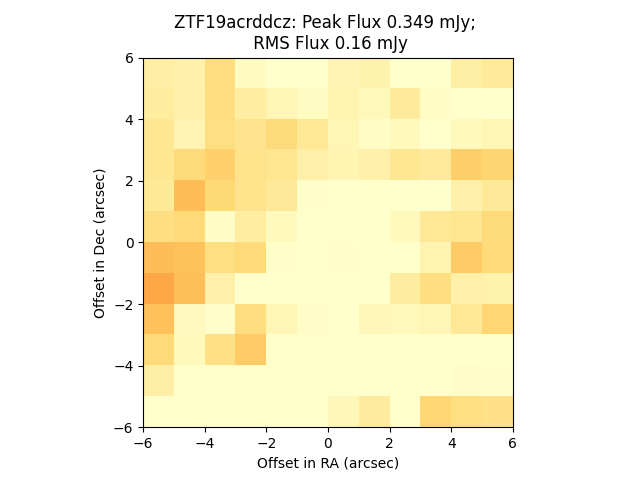 ZTF19acrddcz: Peak Flux 0.349 mJy;
RMS Flux 0.16 mJy
6
4
2
0
−2
−4
−6
Offset in Dec (arcsec)
−6 −4 −2 0 2 4 6
Offset in RA (arcsec)